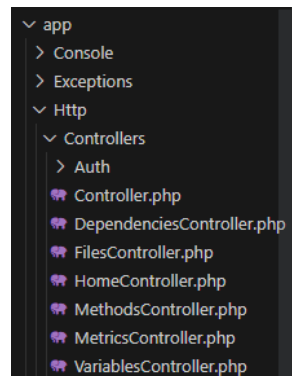 app
Console
Exceptions
Http
Controllers
Auth
Controller.php
DependenciesController.php
FilesController.php
HomeController.php
MethodsController.php
MetricsController.php
VariablesController.php